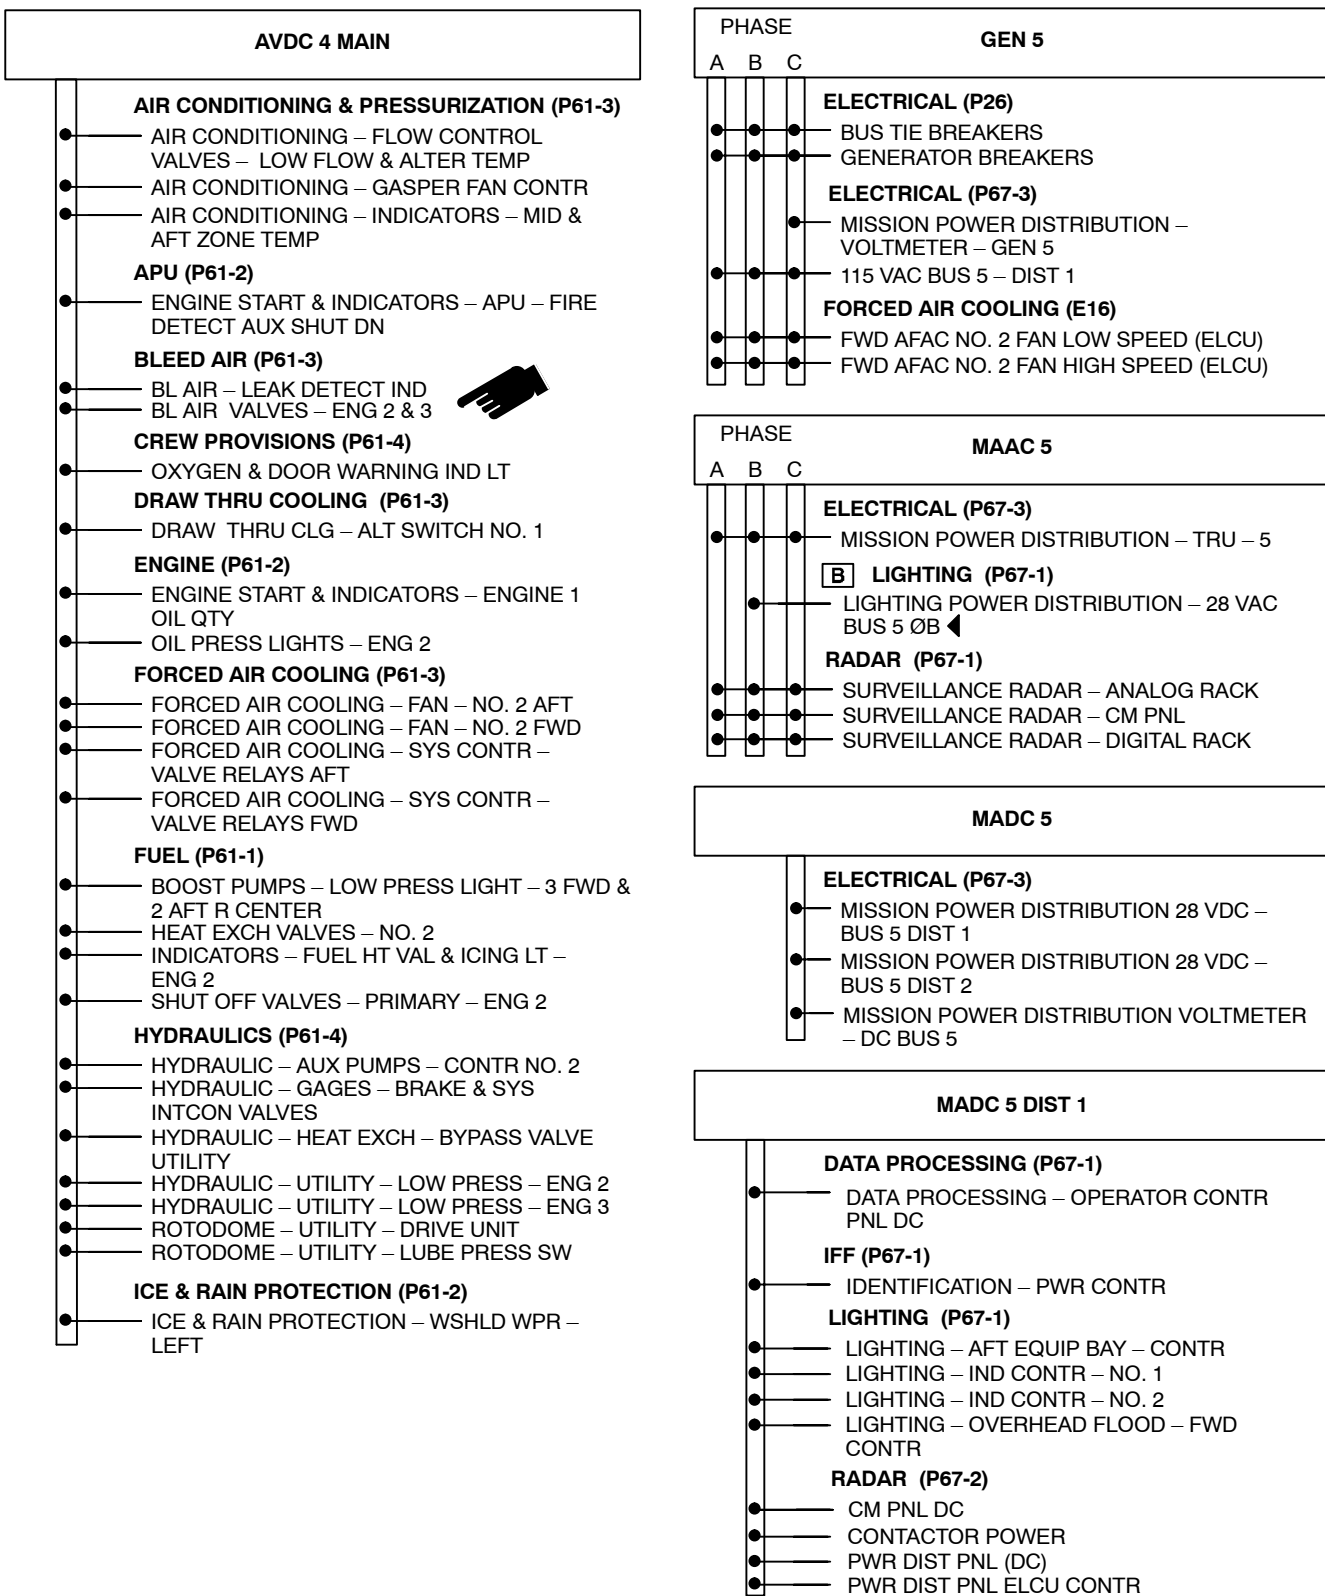 AVDC 4 MAIN
AIR CONDITIONING & PRESSURIZATION (P61-3)
AIR CONDITIONING – FLOW CONTROL
VALVES – LOW FLOW & ALTER TEMP
AIR CONDITIONING – GASPER FAN CONTR
AIR CONDITIONING – INDICATORS – MID &
AFT ZONE TEMP
APU (P61-2)
ENGINE START & INDICATORS – APU – FIRE
DETECT AUX SHUT DN
BLEED AIR (P61-3)
BL AIR – LEAK DETECT IND
BL AIR VALVES – ENG 2 & 3
CREW PROVISIONS (P61-4)
OXYGEN & DOOR WARNING IND LT
DRAW THRU COOLING (P61-3)
DRAW THRU CLG – ALT SWITCH NO. 1
ENGINE (P61-2)
ENGINE START & INDICATORS – ENGINE 1
OIL QTY
OIL PRESS LIGHTS – ENG 2
FORCED AIR COOLING (P61-3)
FORCED AIR COOLING – FAN – NO. 2 AFT
FORCED AIR COOLING – FAN – NO. 2 FWD
FORCED AIR COOLING – SYS CONTR –
VALVE RELAYS AFT
FORCED AIR COOLING – SYS CONTR –
VALVE RELAYS FWD
FUEL (P61-1)
BOOST PUMPS – LOW PRESS LIGHT – 3 FWD &
2 AFT R CENTER
HEAT EXCH VALVES – NO. 2
INDICATORS – FUEL HT VAL & ICING LT –
ENG 2
SHUT OFF VALVES – PRIMARY – ENG 2
HYDRAULICS (P61-4)
HYDRAULIC – AUX PUMPS – CONTR NO. 2
HYDRAULIC – GAGES – BRAKE & SYS
INTCON VALVES
HYDRAULIC – HEAT EXCH – BYPASS VALVE
UTILITY
HYDRAULIC – UTILITY – LOW PRESS – ENG 2
HYDRAULIC – UTILITY – LOW PRESS – ENG 3
ROTODOME – UTILITY – DRIVE UNIT
ROTODOME – UTILITY – LUBE PRESS SW
ICE & RAIN PROTECTION (P61-2)
ICE & RAIN PROTECTION – WSHLD WPR –
LEFT
PHASE
GEN 5
A B C
ELECTRICAL (P26)
BUS TIE BREAKERS
GENERATOR BREAKERS
ELECTRICAL (P67-3)
MISSION POWER DISTRIBUTION –
VOLTMETER – GEN 5
115 VAC BUS 5 – DIST 1
FORCED AIR COOLING (E16)
FWD AFAC NO. 2 FAN LOW SPEED (ELCU)
FWD AFAC NO. 2 FAN HIGH SPEED (ELCU)
PHASE
MAAC 5
A B C
ELECTRICAL (P67-3)
MISSION POWER DISTRIBUTION – TRU – 5
B LIGHTING (P67-1)
LIGHTING POWER DISTRIBUTION – 28 VAC
BUS 5 ØB
RADAR (P67-1)
SURVEILLANCE RADAR – ANALOG RACK
SURVEILLANCE RADAR – CM PNL
SURVEILLANCE RADAR – DIGITAL RACK
MADC 5
ELECTRICAL (P67-3)
MISSION POWER DISTRIBUTION 28 VDC –
BUS 5 DIST 1
MISSION POWER DISTRIBUTION 28 VDC –
BUS 5 DIST 2
MISSION POWER DISTRIBUTION VOLTMETER
– DC BUS 5
MADC 5 DIST 1
DATA PROCESSING (P67-1)
DATA PROCESSING – OPERATOR CONTR
PNL DC
IFF (P67-1)
IDENTIFICATION – PWR CONTR
LIGHTING (P67-1)
LIGHTING – AFT EQUIP BAY – CONTR
LIGHTING – IND CONTR – NO. 1
LIGHTING – IND CONTR – NO. 2
LIGHTING – OVERHEAD FLOOD – FWD
CONTR
RADAR (P67-2)
CM PNL DC
CONTACTOR POWER
PWR DIST PNL (DC)
PWR DIST PNL ELCU CONTR